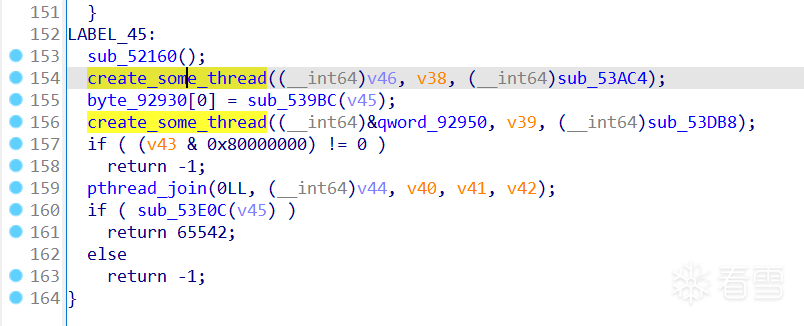 151 }
152 LABEL_45:
153 sub_52160();
154 create_some_thread((__int64)v46, v38, (__int64)sub_53AC4);
155 byte_92930[0] = sub_539BC(v45);
156 create_some_thread((__int64)&qword_92950, v39, (__int64)sub_53DB8);
157 if ( (v43 & 0x80000000) != 0 )
158 return -1;
159 pthread_join(0LL, (__int64)v44, v40, v41, v42);
160 if ( sub_53E0C(v45) )
161 return 65542;
162 else
163 return -1;
164 }
看雪